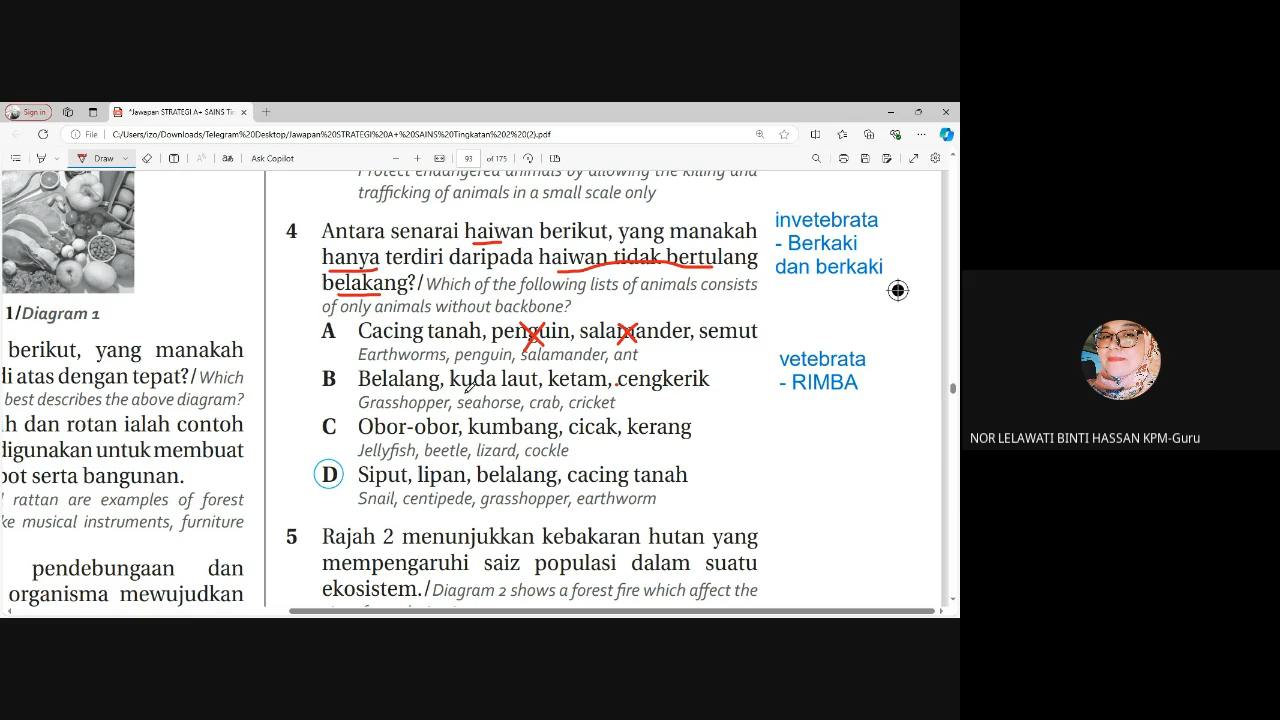 Sign in
*Jawapan STRATEGI A+ SAINS Tin
File
C:/Users/izo/Downloads/Telegram%20Desktop/Jawapan%20STRATEGI%20A+%20SAINS%20Tingkatan%202%20(2).pdf
Draw
Ask Copilot
93 of 175
1/Diagram 1
berikut, yang manakah
di atas dengan tepat?/Which
best describes the above diagram?
h dan rotan ialah contoh
digunakan untuk membuat
pot serta bangunan.
rattan are examples of forest
ke musical instruments, furniture
pendebungaan dan
organisma mewujudkan
Protect endangered animals by allowing the killing and
trafficking of animals in a small scale only
4 Antara senarai haiwan berikut, yang manakah
hanya terdiri daripada haiwan tidak bertulang
belakang?/Which of the following lists of animals consists
of only animals without backbone?
A Cacing tanah, penguin, salamander, semut
Earthworms, penguin, salamander, ant
B Belalang, kuda laut, ketam, cengkerik
Grasshopper, seahorse, crab, cricket
C Obor-obor, kumbang, cicak, kerang
Jellyfish, beetle, lizard, cockle
D Siput, lipan, belalang, cacing tanah
Snail, centipede, grasshopper, earthworm
5 Rajah 2 menunjukkan kebakaran hutan yang
mempengaruhi saiz populasi dalam suatu
ekosistem./Diagram 2 shows a forest fire which affect the
invetebrata
- Berkaki
dan berkaki
vetebrata
- RIMBA
NOR LELAWATI BINTI HASSAN KPM-Guru